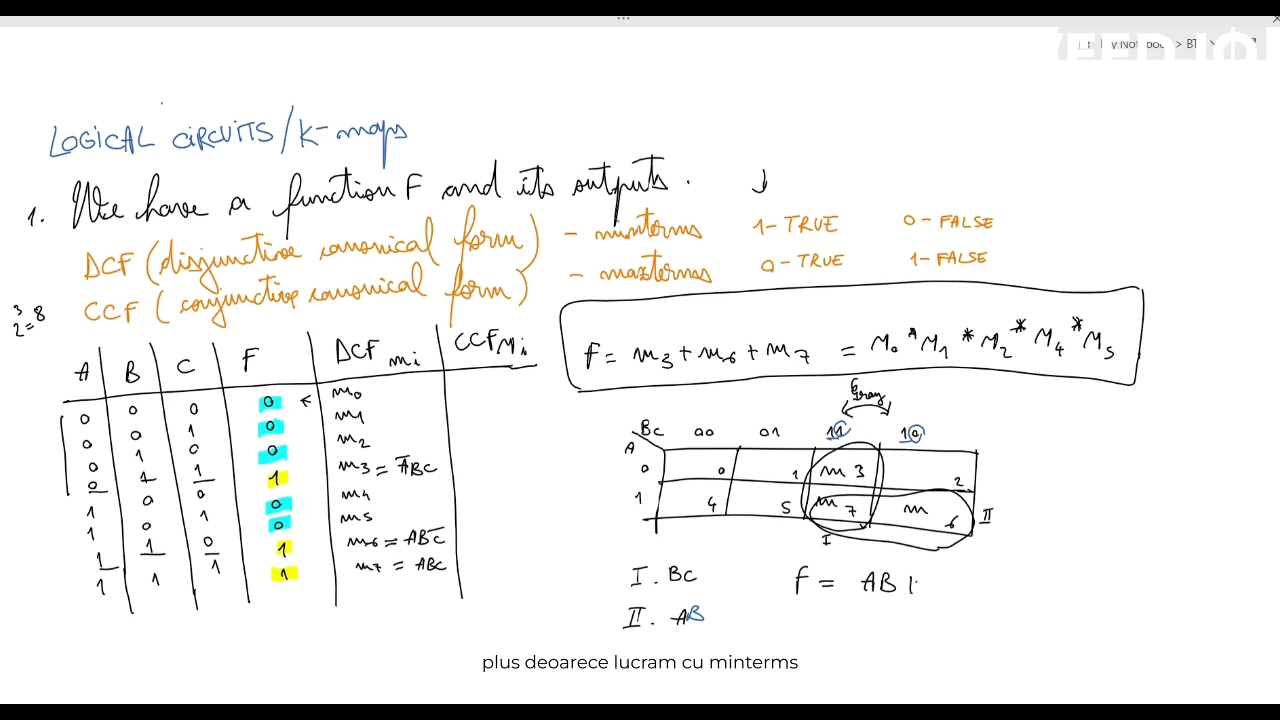 LOGICAL CIRCUITS / K-maps
1. We have a function F and its outputs.
DCF (disjunctive canonical form) - minterms 1- TRUE 0- FALSE
CCF (conjunctive canonical form) - maxterms 0- TRUE 1- FALSE
2³=8
f = m3 + m6 + m7 = M0 * M1 * M2 * M4 * M5
A B C F DCF mi CCF Mi
0 0 0 0 ← m0
0 0 1 0 m1
0 1 0 0 m2
0 1 1 1 m3 = A̅BC
1 0 0 0 m4
1 0 1 0 m5
1 1 0 1 m6 = ABC̅
1 1 1 1 m7 = ABC
Gray
A BC 00 01 11 10
0 0 1 m3 2
1 4 5 m7 m6 II
I
I. BC
II. AB
f = AB
plus deoarece lucram cu minterms